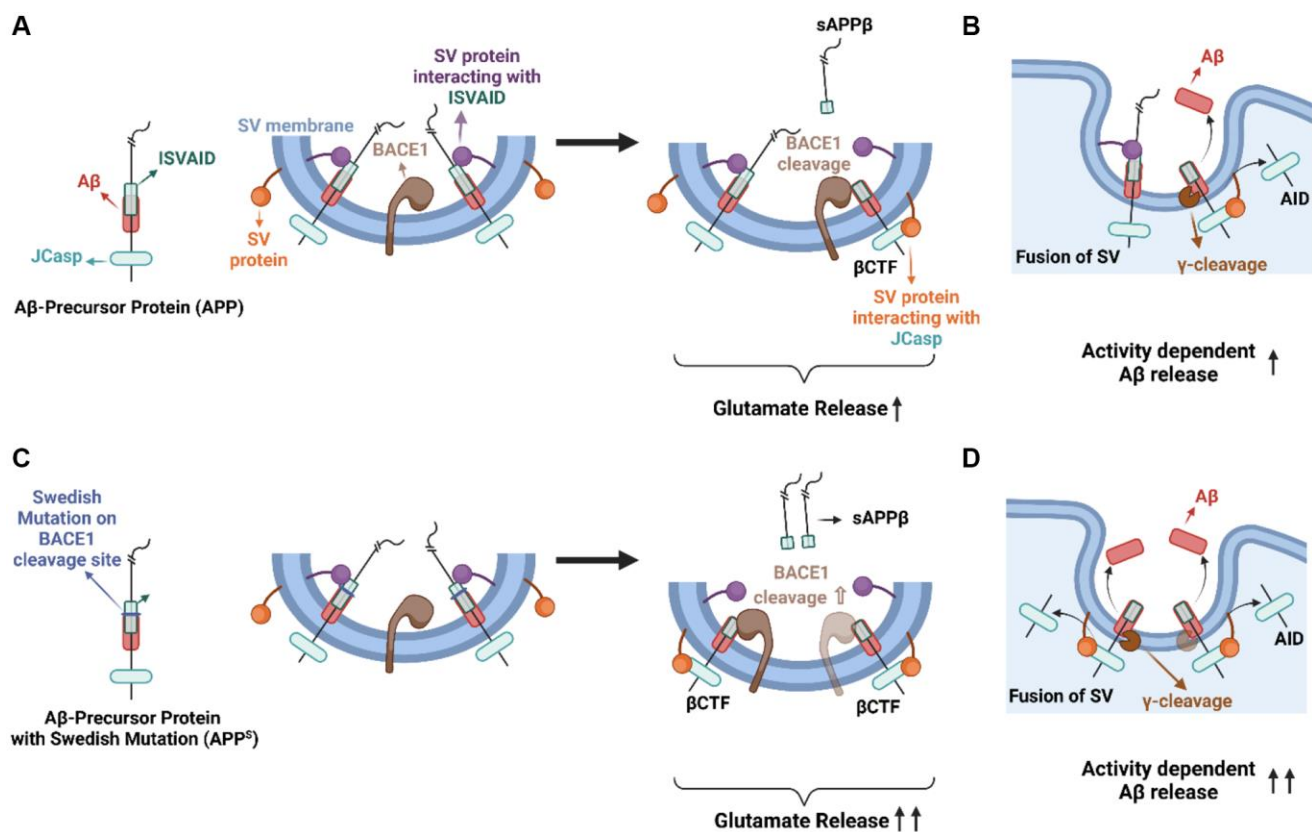 A
SV protein
interacting with
ISVAID
SV membrane
BACE1
ISVAID
Aβ
JCasp
SV
protein
Aβ-Precursor Protein (APP)
sAPPβ
BACE1
cleavage
βCTF
SV protein
interacting with
JCasp
Glutamate Release
B
Aβ
AID
Fusion of SV
γ-cleavage
Activity dependent
Aβ release
C
Swedish
Mutation on
BACE1
cleavage site
Aβ-Precursor Protein
with Swedish Mutation (APPˢ)
sAPPβ
BACE1
cleavage
βCTF
βCTF
Glutamate Release
D
Aβ
AID
Fusion of SV
γ-cleavage
Activity dependent
Aβ release